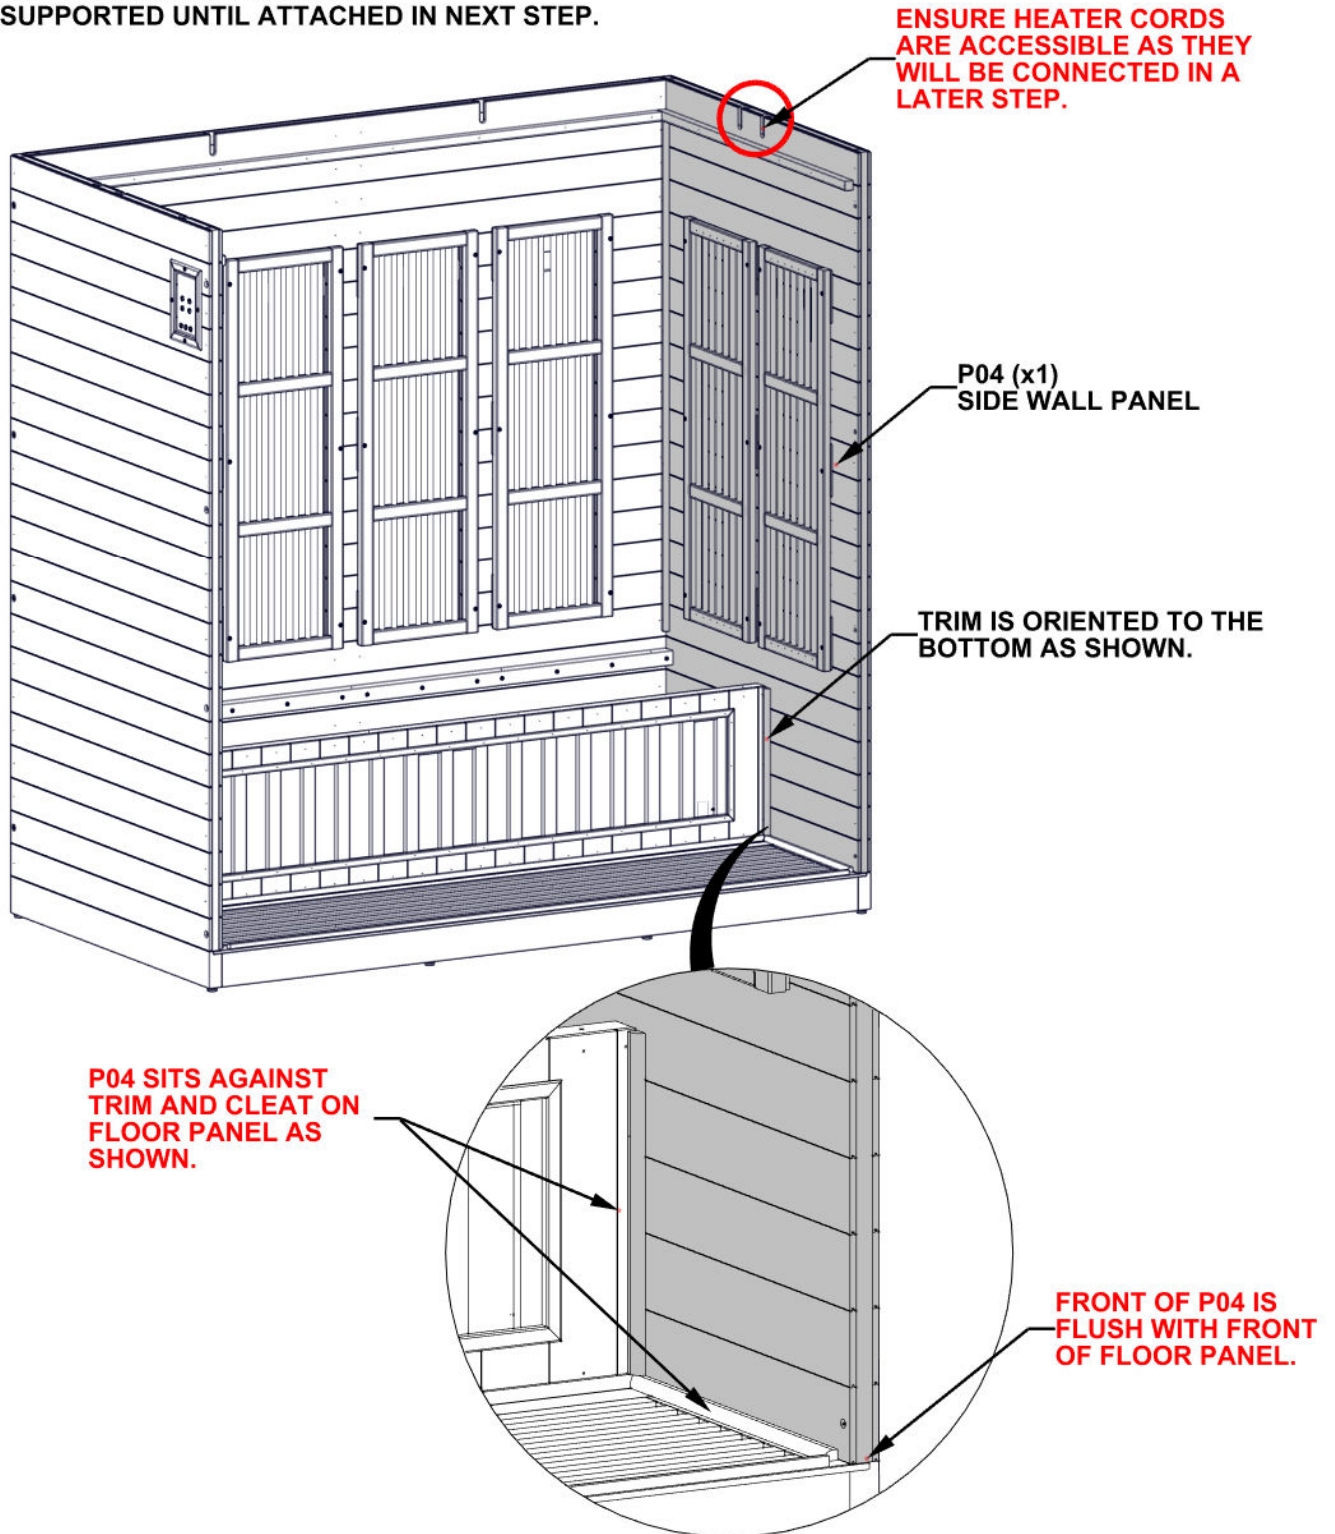 SUPPORTED UNTIL ATTACHED IN NEXT STEP.
ENSURE HEATER CORDS
ARE ACCESSIBLE AS THEY
WILL BE CONNECTED IN A
LATER STEP.
P04 (x1)
SIDE WALL PANEL
TRIM IS ORIENTED TO THE
BOTTOM AS SHOWN.
P04 SITS AGAINST
TRIM AND CLEAT ON
FLOOR PANEL AS
SHOWN.
FRONT OF P04 IS
FLUSH WITH FRONT
OF FLOOR PANEL.